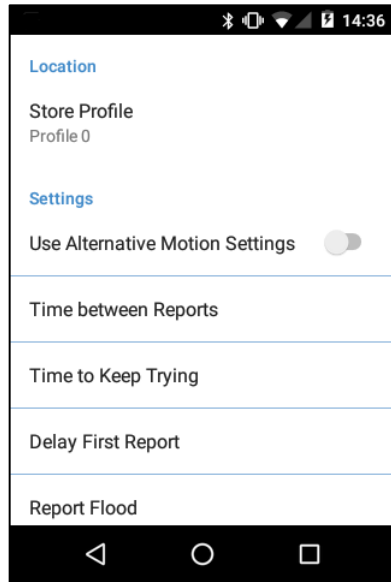 14:36
Location
Store Profile
Profile 0
Settings
Use Alternative Motion Settings
Time between Reports
Time to Keep Trying
Delay First Report
Report Flood